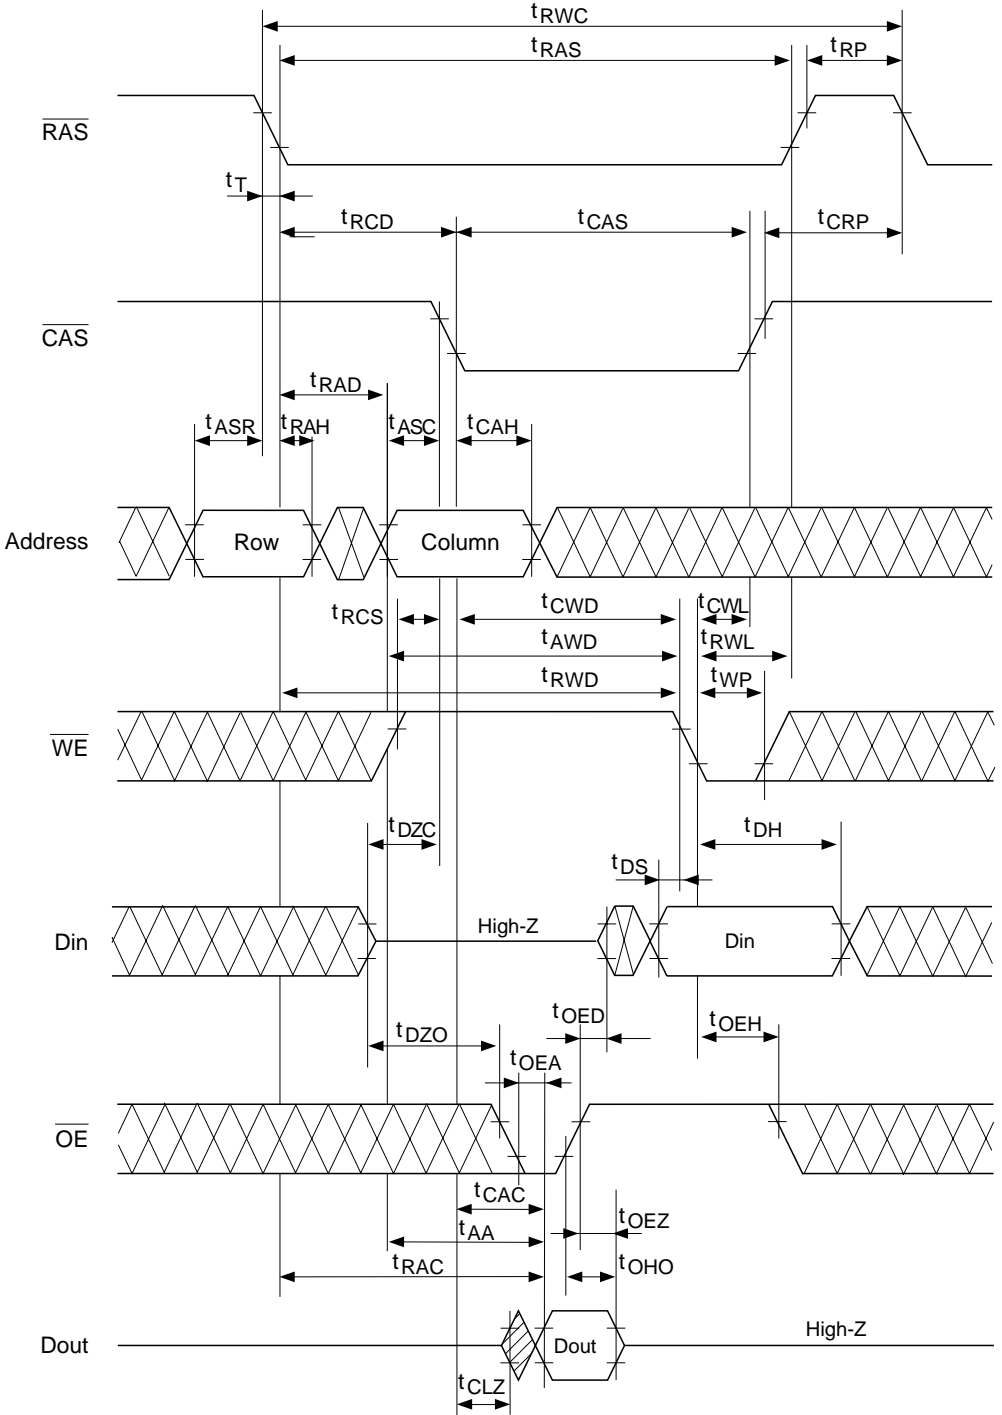 tRWC
tRAS
tRP
RAS
tT
tRCD
tCAS
tCRP
CAS
tRAD
tASR
tRAH
tASC
tCAH
Address
Row
Column
tRCS
tCWD
tCWL
tAWD
tRWL
tRWD
tWP
WE
tDZC
tDH
tDS
Din
High-Z
Din
tOED
tOEH
tDZO
tOEA
OE
tCAC
tOEZ
tAA
tRAC
tOHO
Dout
Dout
High-Z
tCLZ